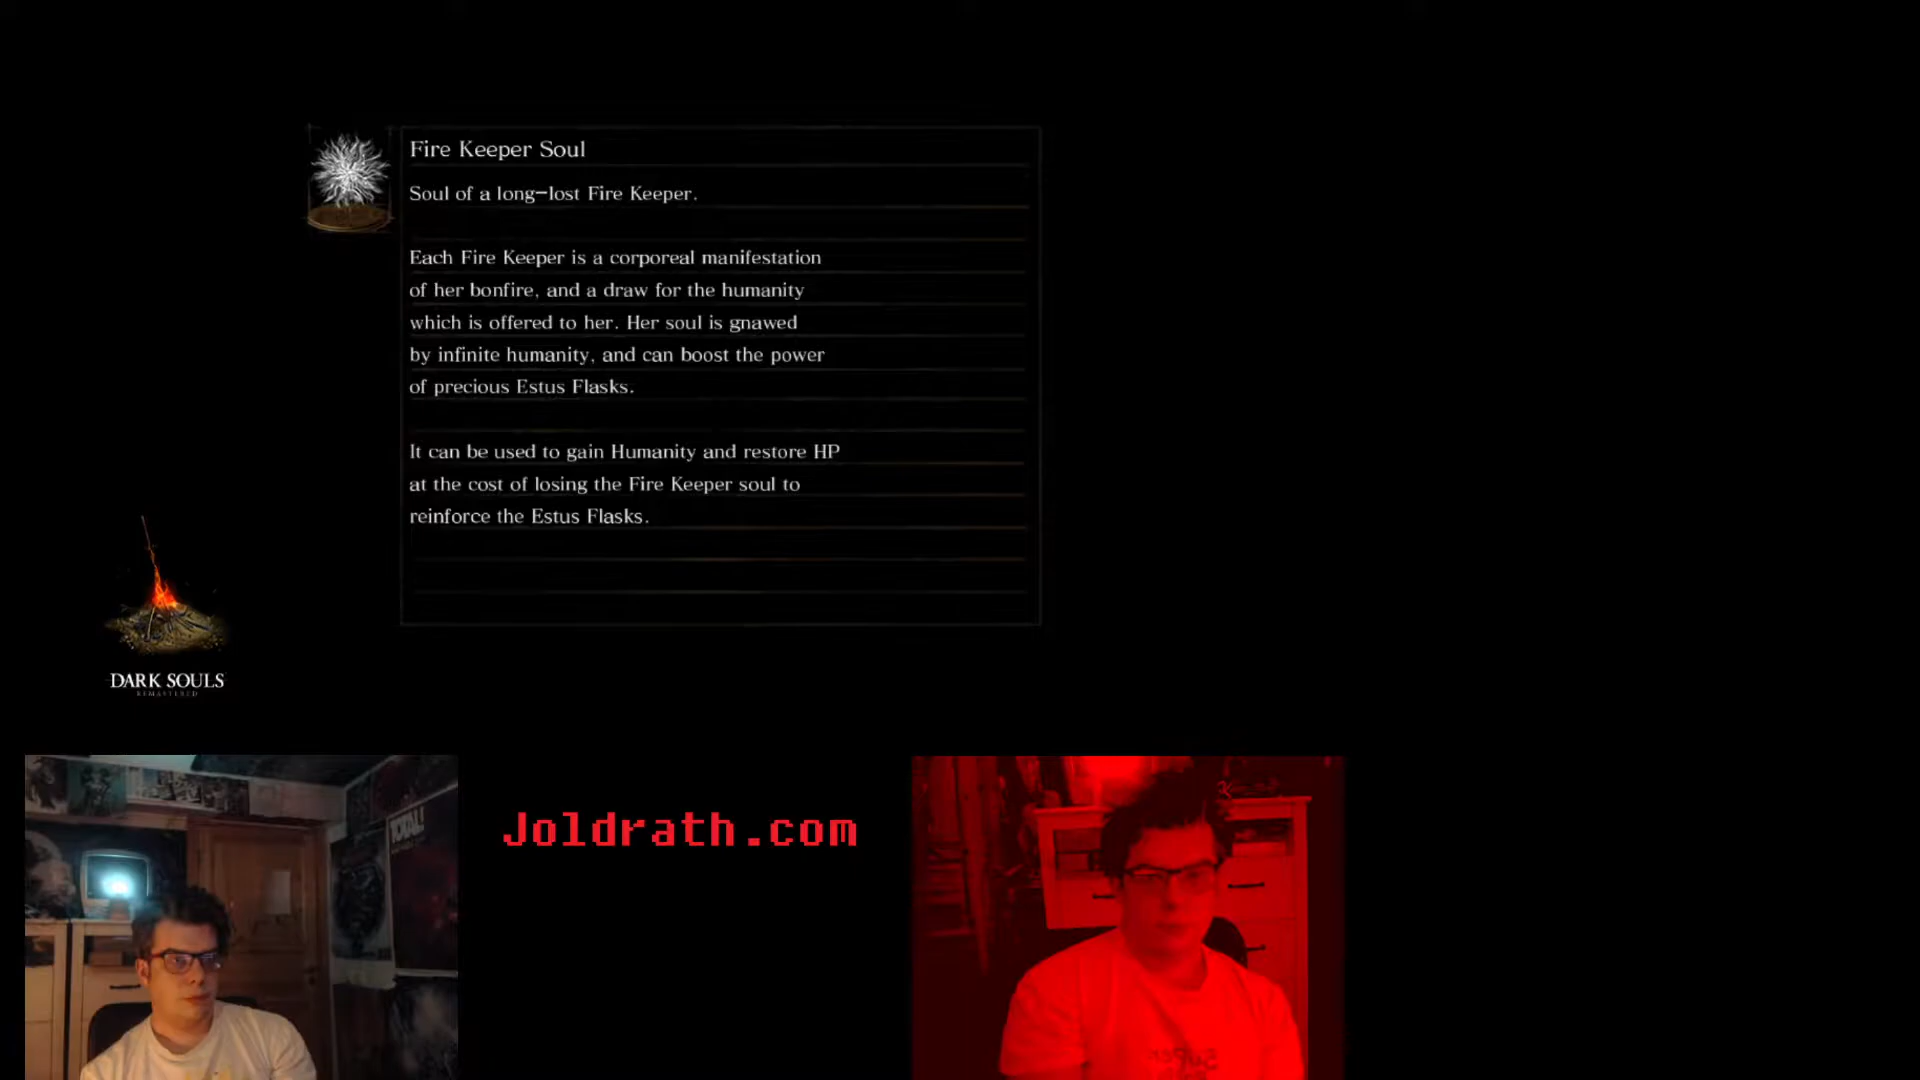 Fire Keeper Soul
Soul of a long-lost Fire Keeper.
Each Fire Keeper is a corporeal manifestation
of her bonfire, and a draw for the humanity
which is offered to her. Her soul is gnawed
by infinite humanity, and can boost the power
of precious Estus Flasks.
It can be used to gain Humanity and restore HP
at the cost of losing the Fire Keeper soul to
reinforce the Estus Flasks.
DARK SOULS
REMASTERED
TOTAL!
Joldrath.com